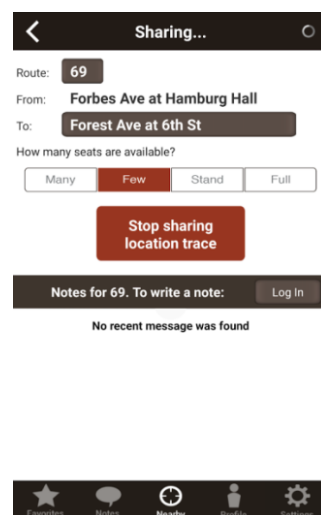 Sharing...
Route: 69
From: Forbes Ave at Hamburg Hall
To: Forest Ave at 6th St
How many seats are available?
Many Few Stand Full
Stop sharing
location trace
Notes for 69. To write a note: Log In
No recent message was found
Favorites Notes Nearby Profile Settings